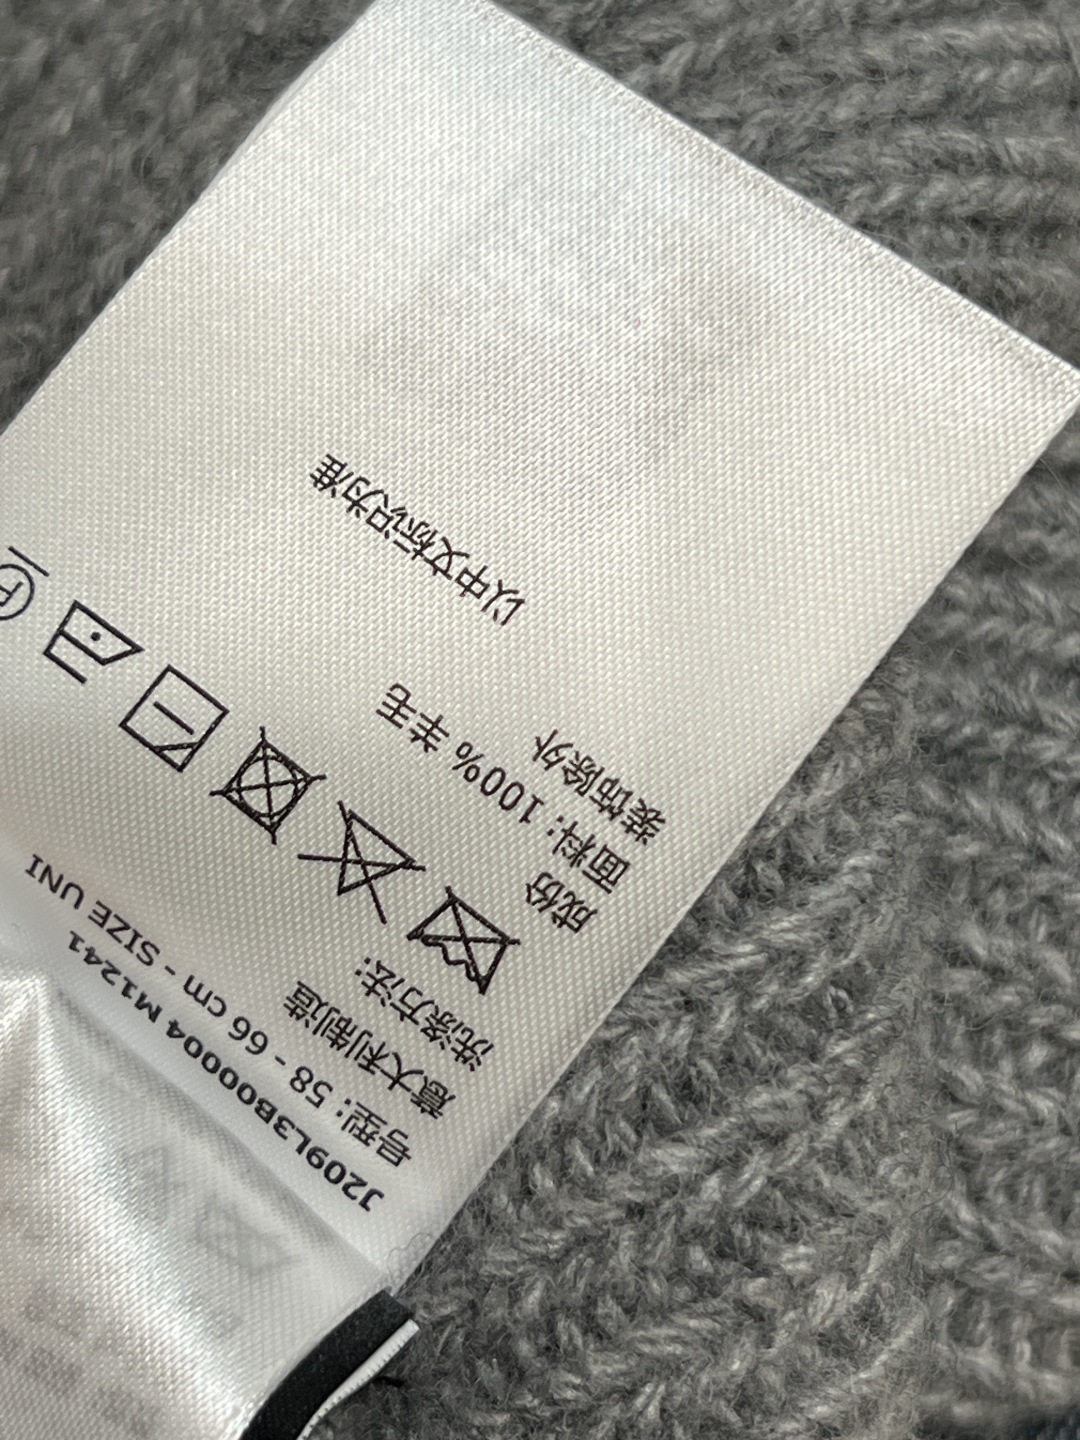 J209L3B000004 M1241
号型: 58 - 66 cm - SIZE UNI
意大利制造
洗涤方法:
成份
面料: 100% 羊毛
装饰除外
以中文标识为准